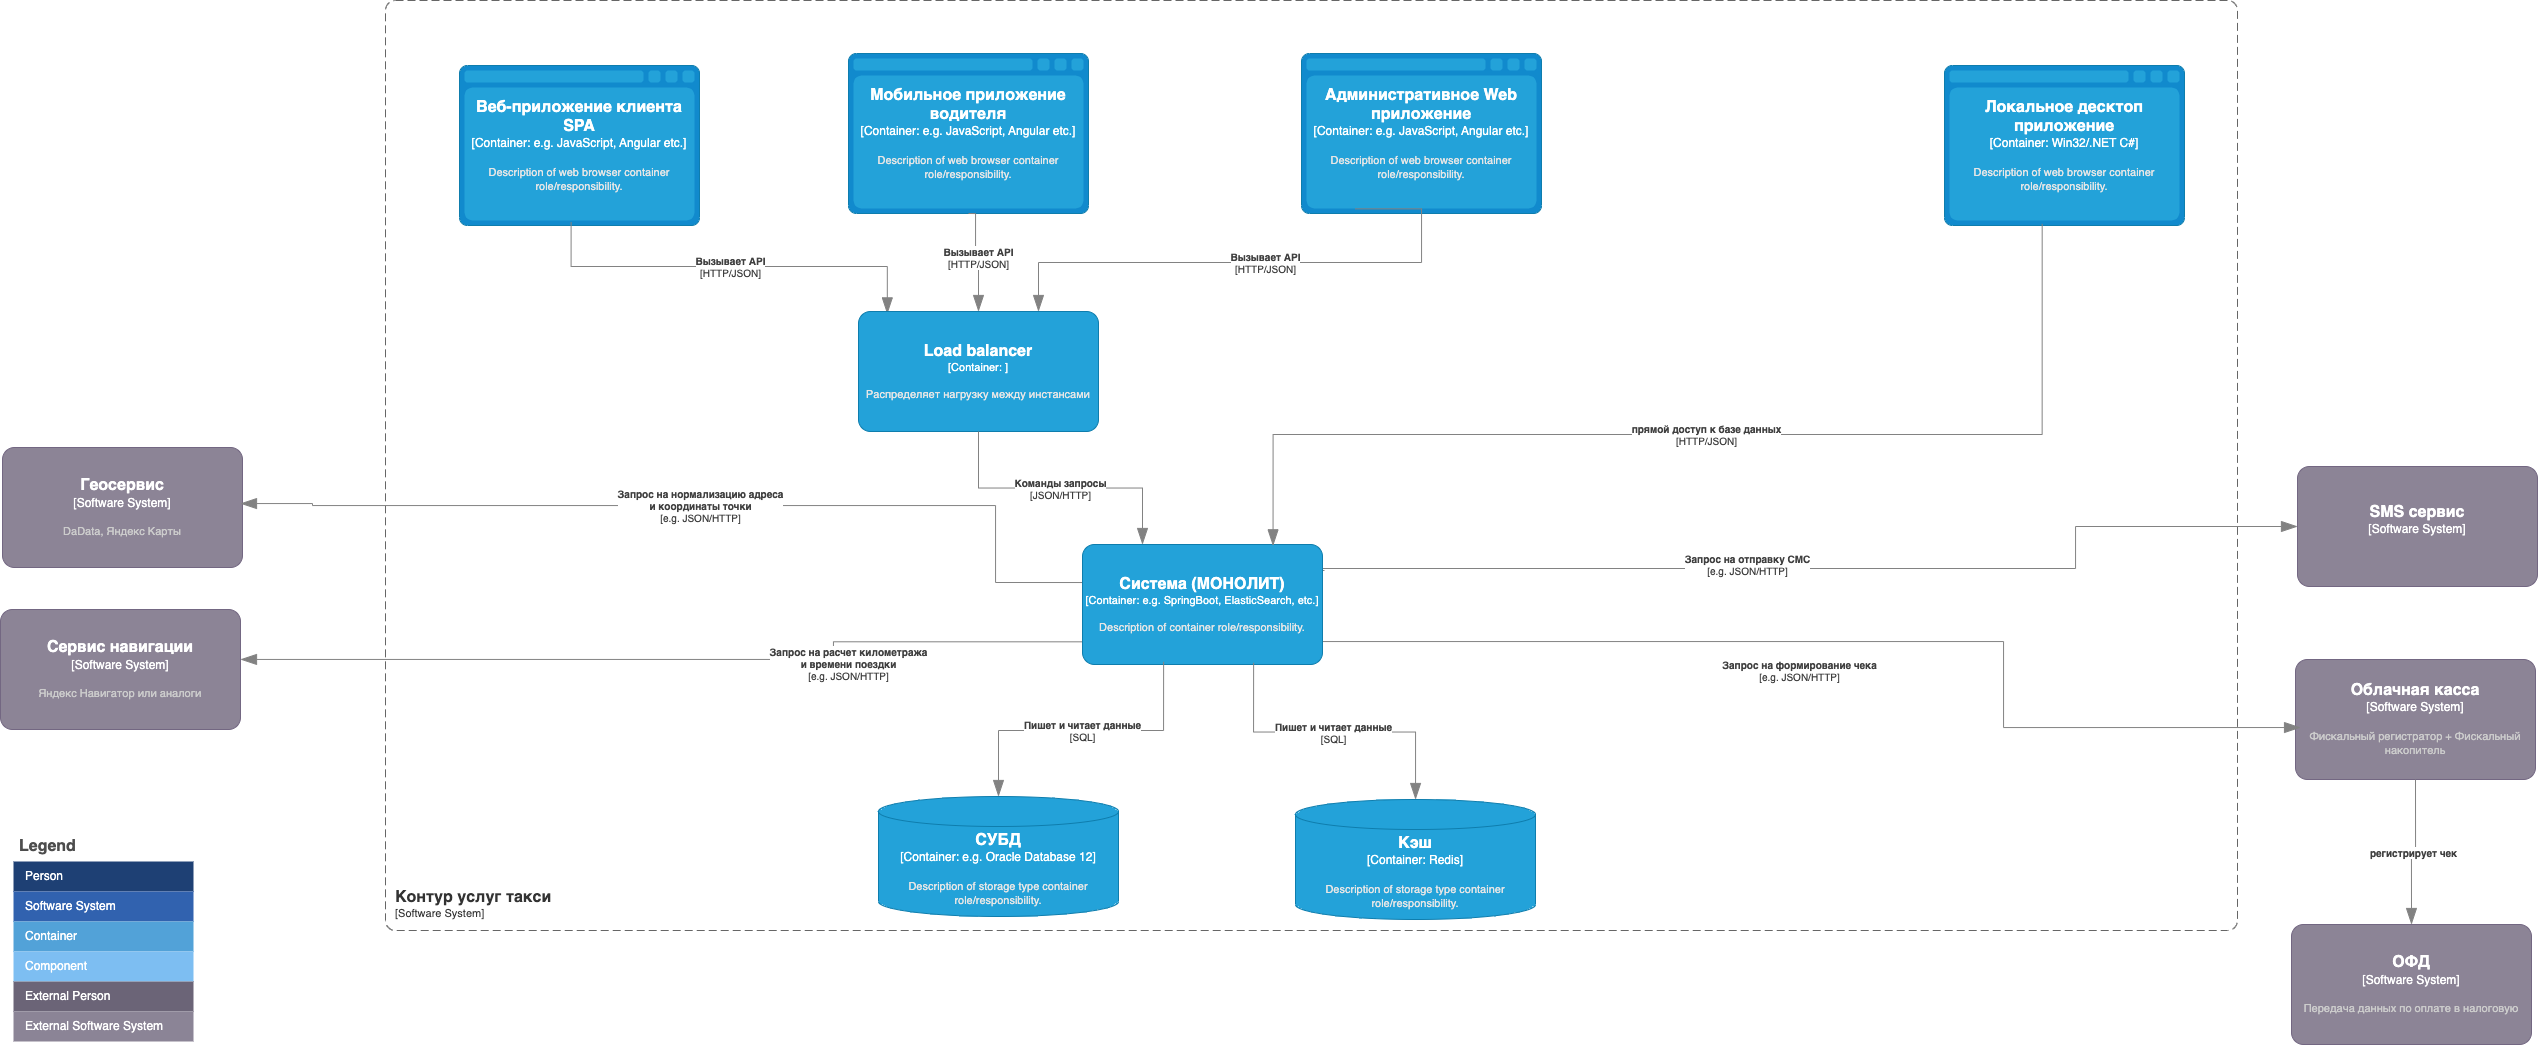 Веб-приложение клиента
SPA
[Container: e.g. JavaScript, Angular etc.]
Description of web browser container
role/responsibility.
Мобильное приложение
водителя
[Container: e.g. JavaScript, Angular etc.]
Description of web browser container
role/responsibility.
Административное Web
приложение
[Container: e.g. JavaScript, Angular etc.]
Description of web browser container
role/responsibility.
Локальное десктоп
приложение
[Container: Win32/.NET C#]
Description of web browser container
role/responsibility.
Вызывает API
[HTTP/JSON]
Вызывает API
[HTTP/JSON]
Вызывает API
[HTTP/JSON]
Load balancer
[Container: ]
Распределяет нагрузку между инстансами
прямой доступ к базе данных
[HTTP/JSON]
Команды запросы
[JSON/HTTP]
Геосервис
[Software System]
DaData, Яндекс Карты
Запрос на нормализацию адреса
и координаты точки
[e.g. JSON/HTTP]
SMS сервис
[Software System]
Запрос на отправку СМС
[e.g. JSON/HTTP]
Система (МОНОЛИТ)
[Container: e.g. SpringBoot, ElasticSearch, etc.]
Description of container role/responsibility.
Сервис навигации
[Software System]
Яндекс Навигатор или аналоги
Запрос на расчет километража
и времени поездки
[e.g. JSON/HTTP]
Запрос на формирование чека
[e.g. JSON/HTTP]
Облачная касса
[Software System]
Фискальный регистратор + Фискальный
накопитель
Пишет и читает данные
[SQL]
Пишет и читает данные
[SQL]
СУБД
[Container: e.g. Oracle Database 12]
Description of storage type container
role/responsibility.
Кэш
[Container: Redis]
Description of storage type container
role/responsibility.
регистрирует чек
Контур услуг такси
[Software System]
ОФД
[Software System]
Передача данных по оплате в налоговую
Legend
Person
Software System
Container
Component
External Person
External Software System